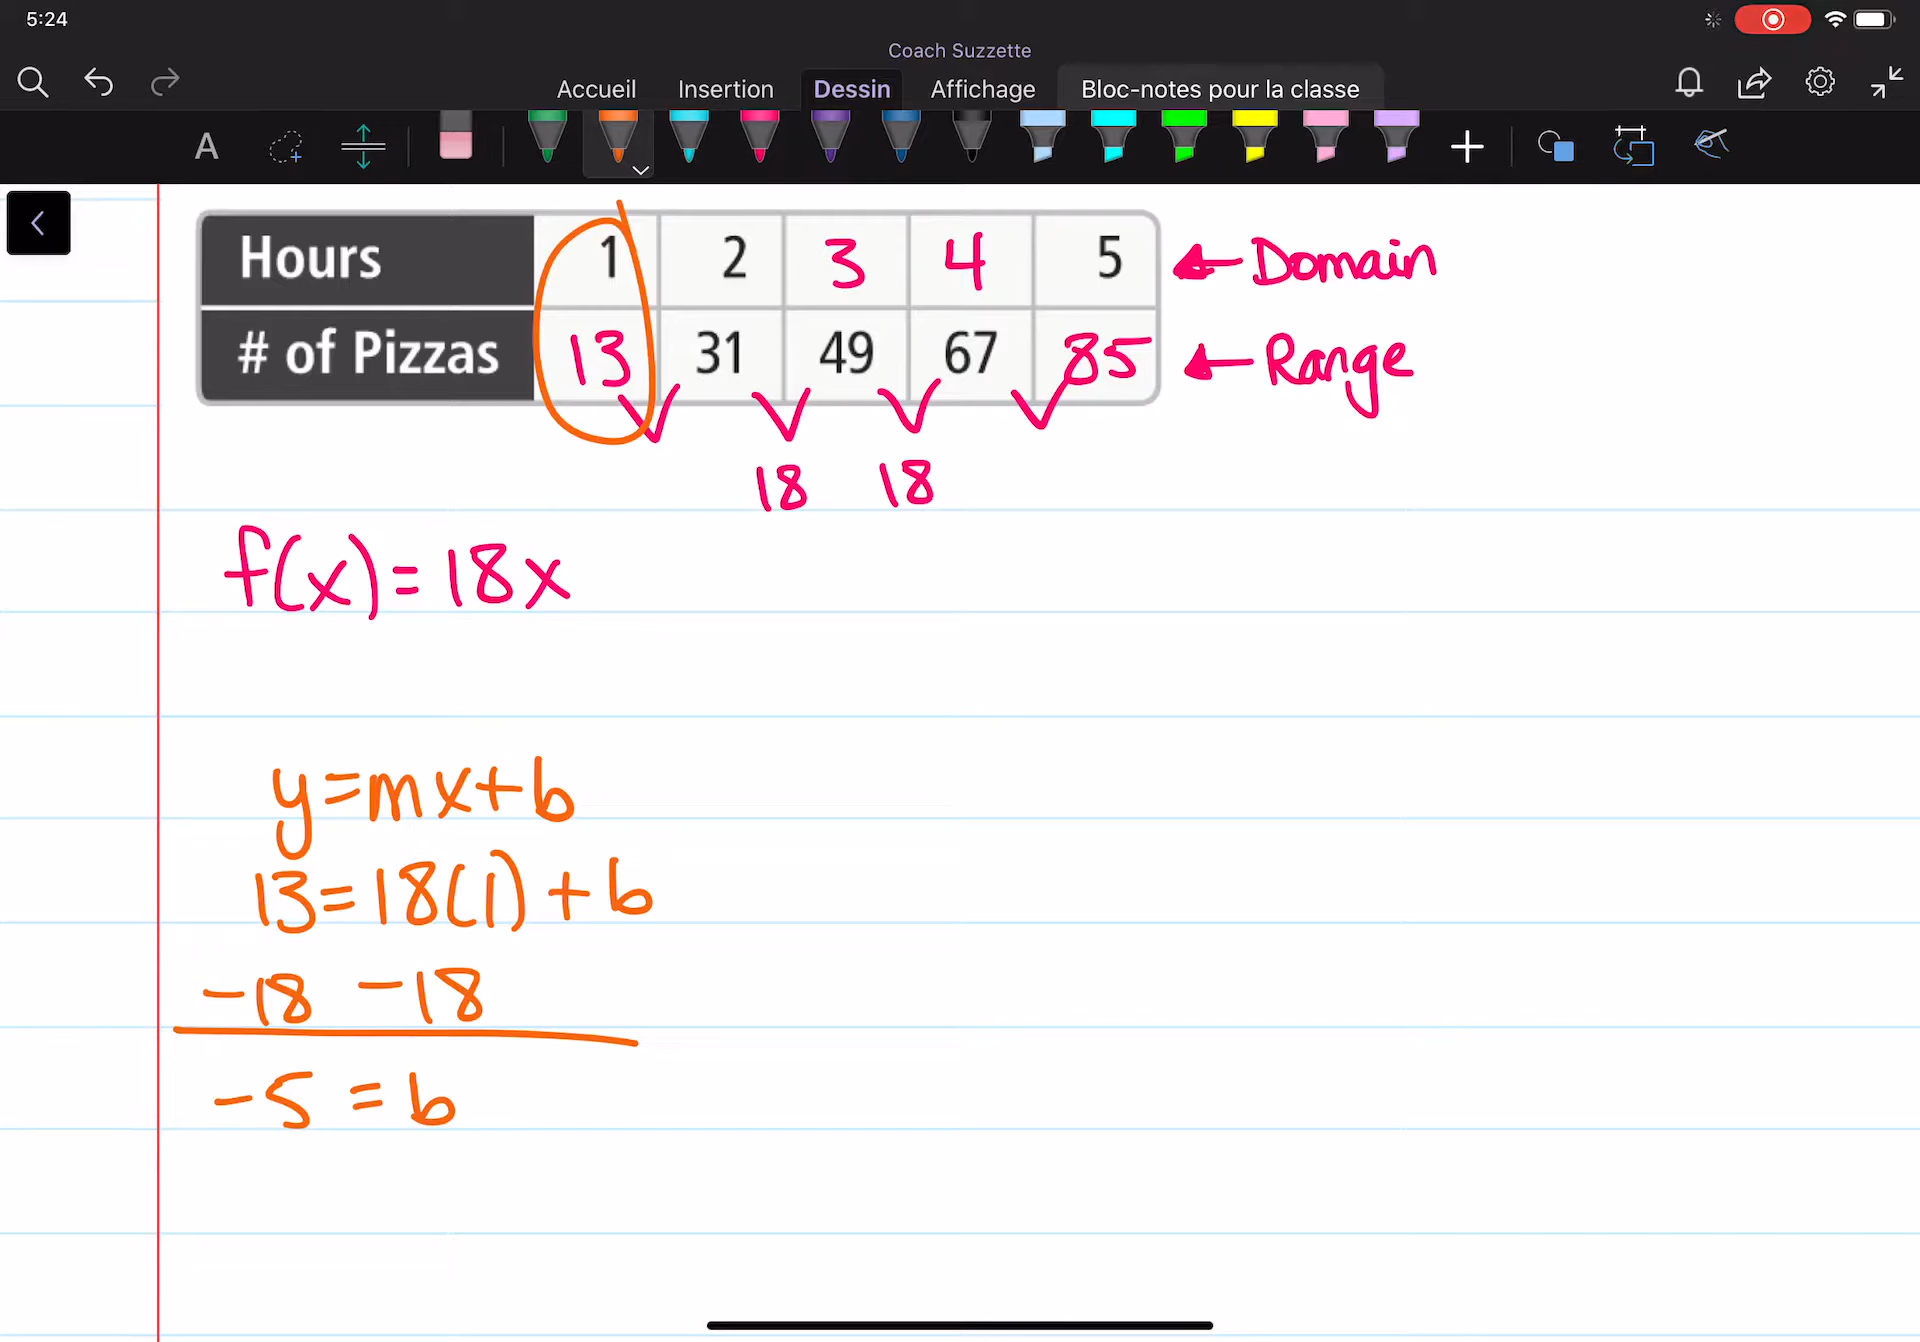 5:24
Coach Suzzette
Accueil Insertion Dessin Affichage Bloc-notes pour la classe
A
Hours 1 2 3 4 5 ← Domain
# of Pizzas 13 31 49 67 85 ← Range
18 18
f(x)=18x
y=mx+b
13=18(1)+b
-18 -18
-5=b